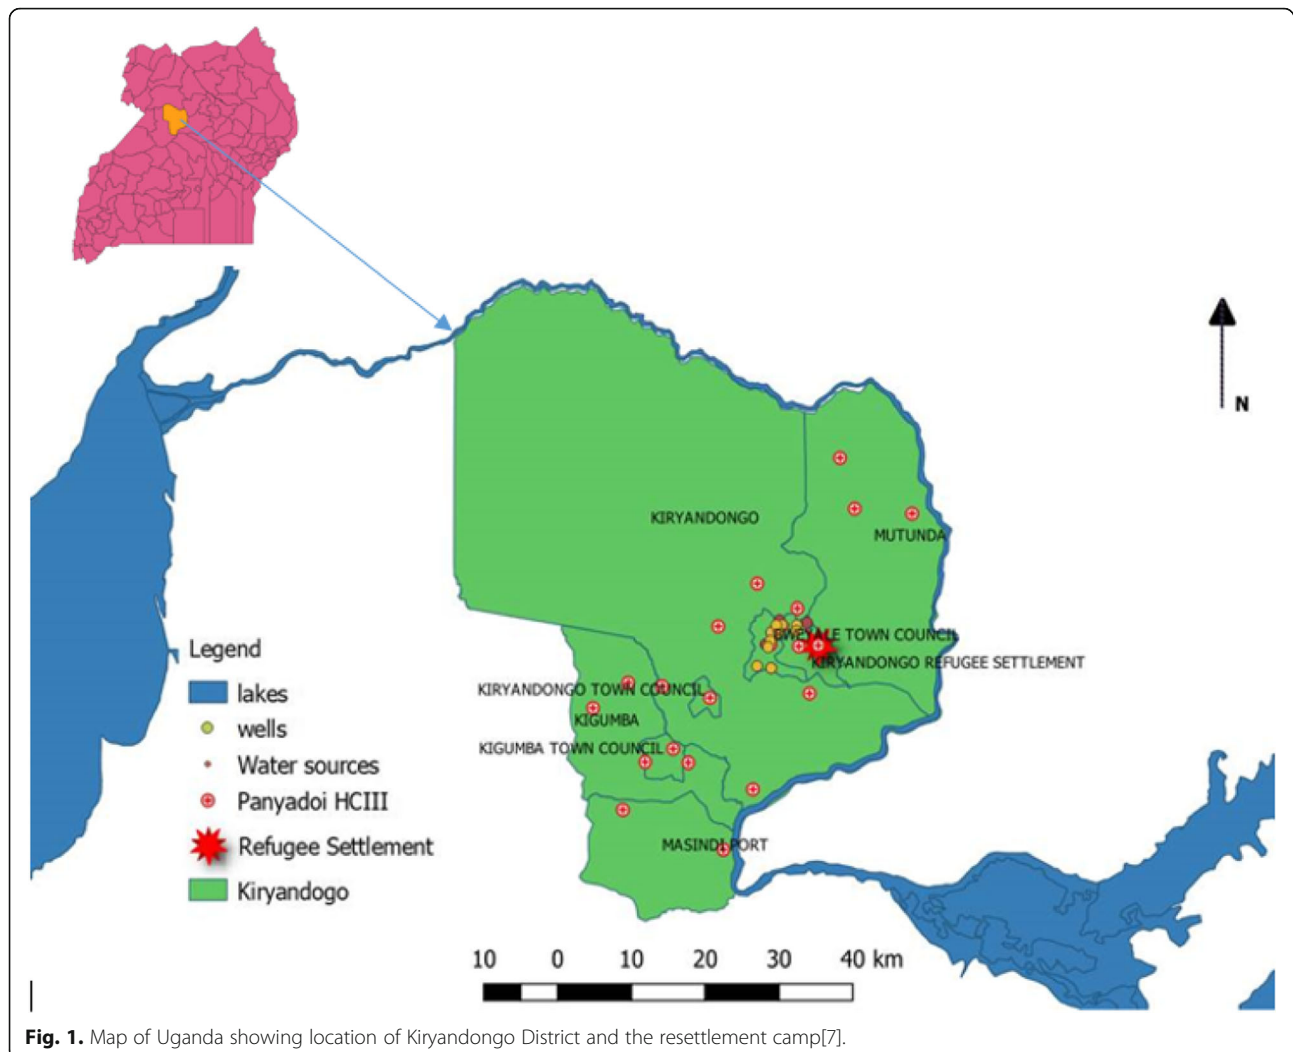 N
KIRYANDONGO
MUTUNDA
BWEYALE TOWN COUNCIL
KIRYANDONGO REFUGEE SETTLEMENT
KIRYANDONGO TOWN COUNCIL
KIGUMBA
KIGUMBA TOWN COUNCIL
MASINDI PORT
Legend
lakes
wells
Water sources
Panyadoi HCIII
Refugee Settlement
Kiryandogo
10 0 10 20 30 40 km
Fig. 1. Map of Uganda showing location of Kiryandongo District and the resettlement camp[7].